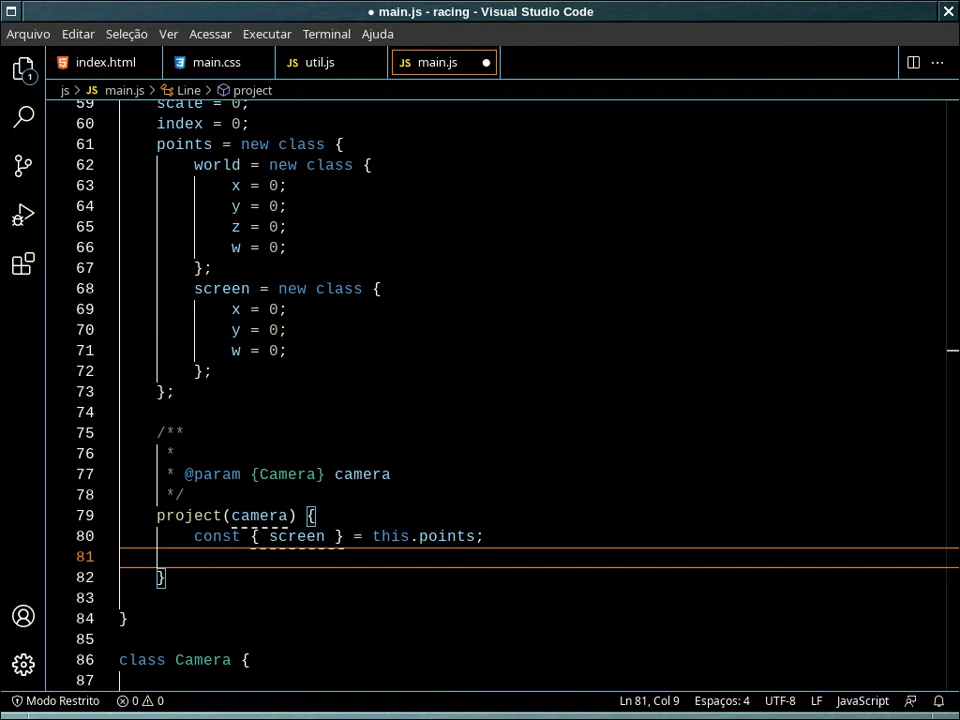 ● main.js - racing - Visual Studio Code
Arquivo Editar Seleção Ver Acessar Executar Terminal Ajuda
index.html main.css JS util.js JS main.js ●
js > JS main.js > Line > project
59 scale = 0;
60 index = 0;
61 points = new class {
62 world = new class {
63 x = 0;
64 y = 0;
65 z = 0;
66 w = 0;
67 };
68 screen = new class {
69 x = 0;
70 y = 0;
71 w = 0;
72 };
73 };
74
75 /**
76 *
77 * @param {Camera} camera
78 */
79 project(camera) {
80 const { screen } = this.points;
81
82 }
83
84 }
85
86 class Camera {
87
1
Modo Restrito 0 0 Ln 81, Col 9 Espaços: 4 UTF-8 LF JavaScript